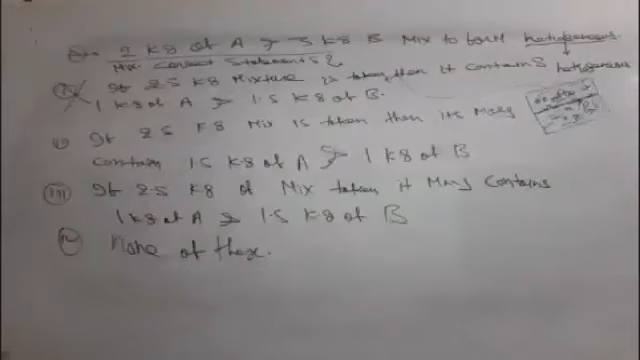 2 kg of A & 3 kg B Mix to form heterogeneous
Mix. Correct Statements?
If 2.5 kg Mixture is taken then it contains heterogeneous
1 kg of A & 1.5 kg of B.
(ii) If 2.5 kg Mix is taken then its May
contain 1.5 kg of A & 1 kg of B
(iii) If 2.5 kg of Mix taken it May contains
1 kg of A & 1.5 kg of B
None of these.